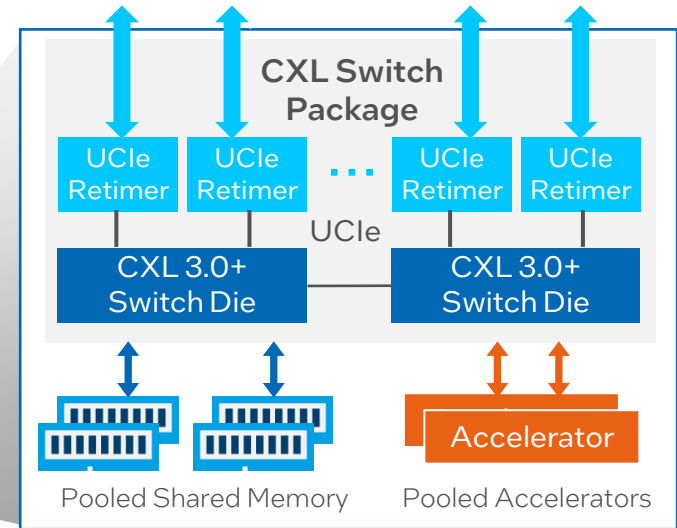 CXL Switch
Package
UCIe
Retimer
UCIe
Retimer
...
UCIe
Retimer
UCIe
Retimer
UCIe
CXL 3.0+
Switch Die
CXL 3.0+
Switch Die
Accelerator
Pooled Shared Memory
Pooled Accelerators